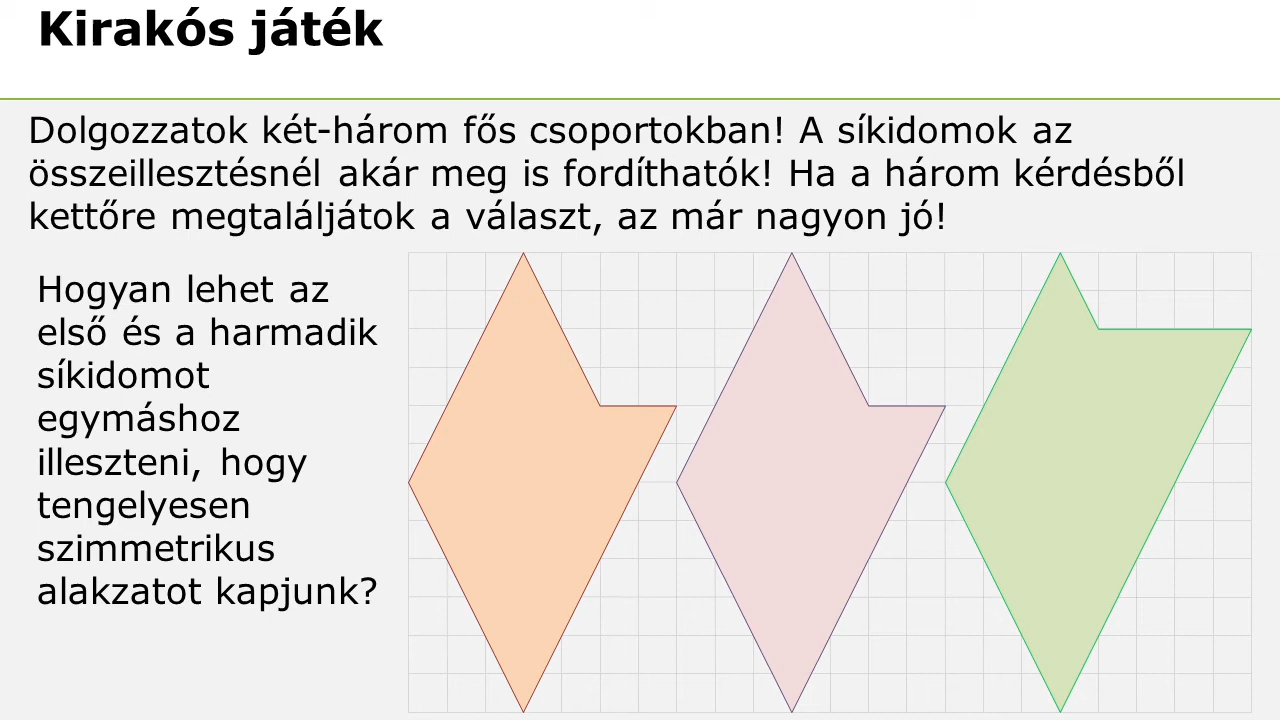 Kirakós játék
Dolgozzatok két-három fős csoportokban! A síkidomok az
összeillesztésnél akár meg is fordíthatók! Ha a három kérdésből
kettőre megtaláljátok a választ, az már nagyon jó!
Hogyan lehet az
első és a harmadik
síkidomot
egymáshoz
illeszteni, hogy
tengelyesen
szimmetrikus
alakzatot kapjunk?